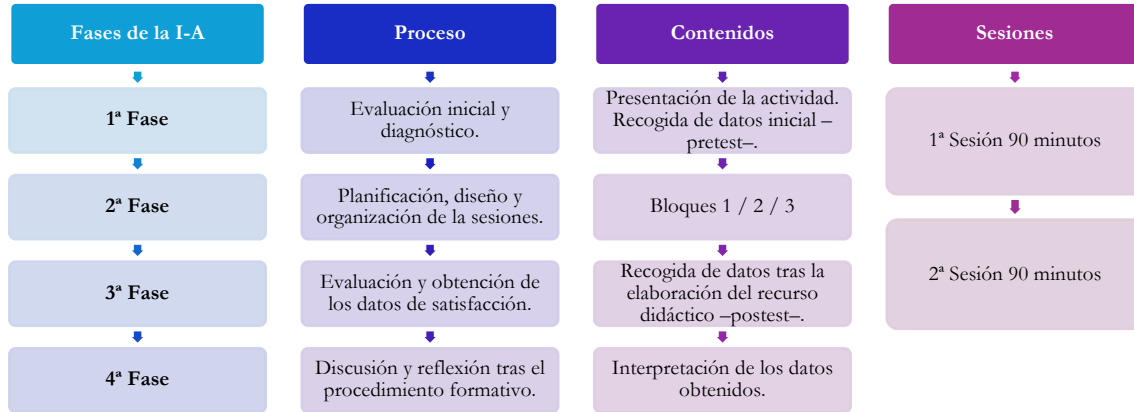 Fases de la I-A
1ª Fase
2ª Fase
3ª Fase
4ª Fase
Proceso
Evaluación inicial y
diagnóstico.
Planificación, diseño y
organización de la sesiones.
Evaluación y obtención de
los datos de satisfacción.
Discusión y reflexión tras el
procedimiento formativo.
Contenidos
Presentación de la actividad.
Recogida de datos inicial –
pretest–.
Bloques 1 / 2 / 3
Recogida de datos tras la
elaboración del recurso
didáctico –postest–.
Interpretación de los datos
obtenidos.
Sesiones
1ª Sesión 90 minutos
2ª Sesión 90 minutos